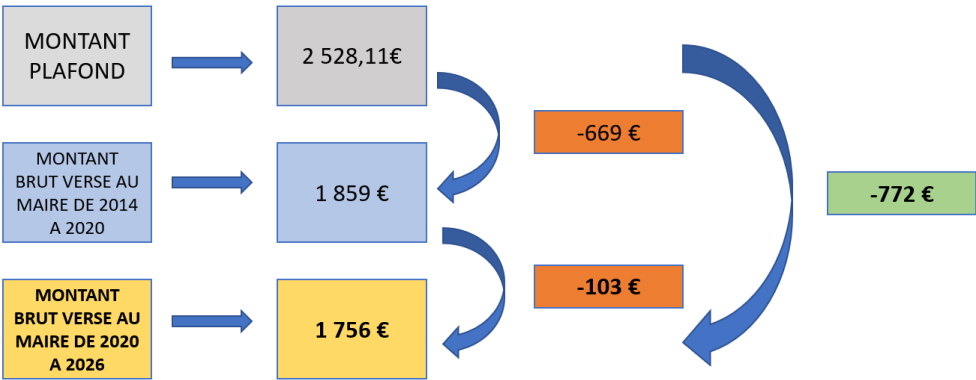 MONTANT
PLAFOND
2 528,11€
-669 €
MONTANT
BRUT VERSE AU
MAIRE DE 2014
A 2020
1 859 €
-772 €
-103 €
MONTANT
BRUT VERSE AU
MAIRE DE 2020
A 2026
1 756 €